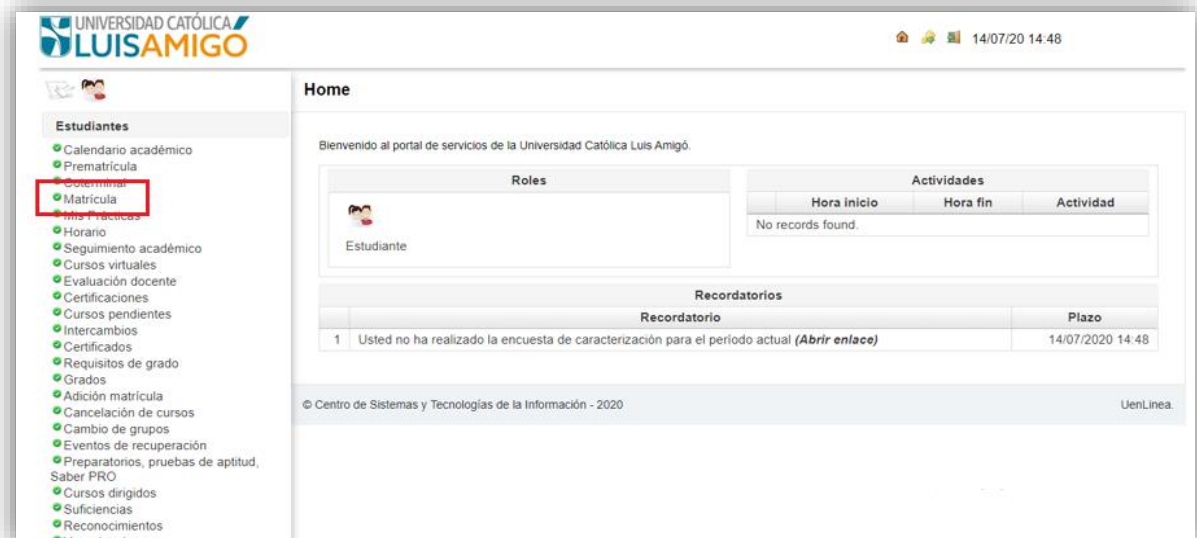 UNIVERSIDAD CATÓLICA
LUISAMIGÓ
14/07/20 14:48
Home
Estudiantes
Calendario académico
Prematrícula
Coterminal
Matrícula
Mis Prácticas
Horario
Seguimiento académico
Cursos virtuales
Evaluación docente
Certificaciones
Cursos pendientes
Intercambios
Certificados
Requisitos de grado
Grados
Adición matrícula
Cancelación de cursos
Cambio de grupos
Eventos de recuperación
Preparatorios, pruebas de aptitud,
Saber PRO
Cursos dirigidos
Suficiencias
Reconocimientos
Bienvenido al portal de servicios de la Universidad Católica Luis Amigó.
Roles
Estudiante
Actividades
Hora inicio Hora fin Actividad
No records found.
Recordatorios
Recordatorio Plazo
1 Usted no ha realizado la encuesta de caracterización para el período actual (Abrir enlace) 14/07/2020 14:48
© Centro de Sistemas y Tecnologías de la Información - 2020 UenLinea.